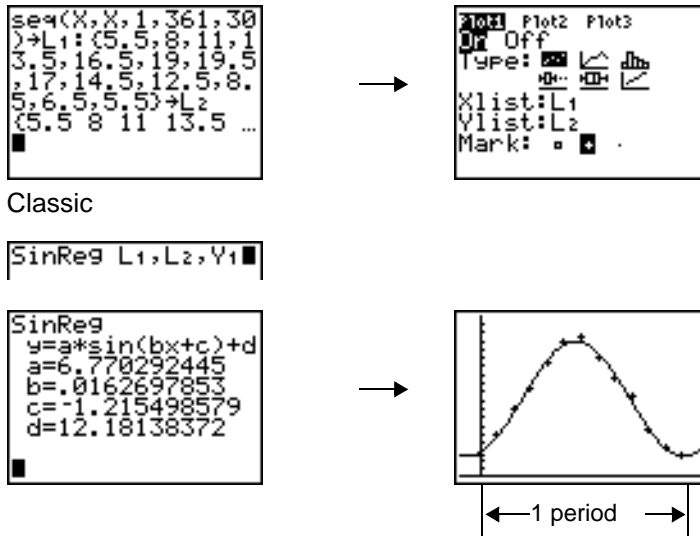 seq(X,X,1,361,30
)→L₁:{5.5,8,11,1
3.5,16.5,19,19.5
,17,14.5,12.5,8.
5,6.5,5.5}→L₂
{5.5 8 11 13.5 …
Plot1 Plot2 Plot3
On Off
Type:
Xlist:L₁
Ylist:L₂
Mark:
Classic
SinReg L₁,L₂,Y₁
SinReg
y=a*sin(bx+c)+d
a=6.770292445
b=.0162697853
c=-1.215498579
d=12.18138372
1 period